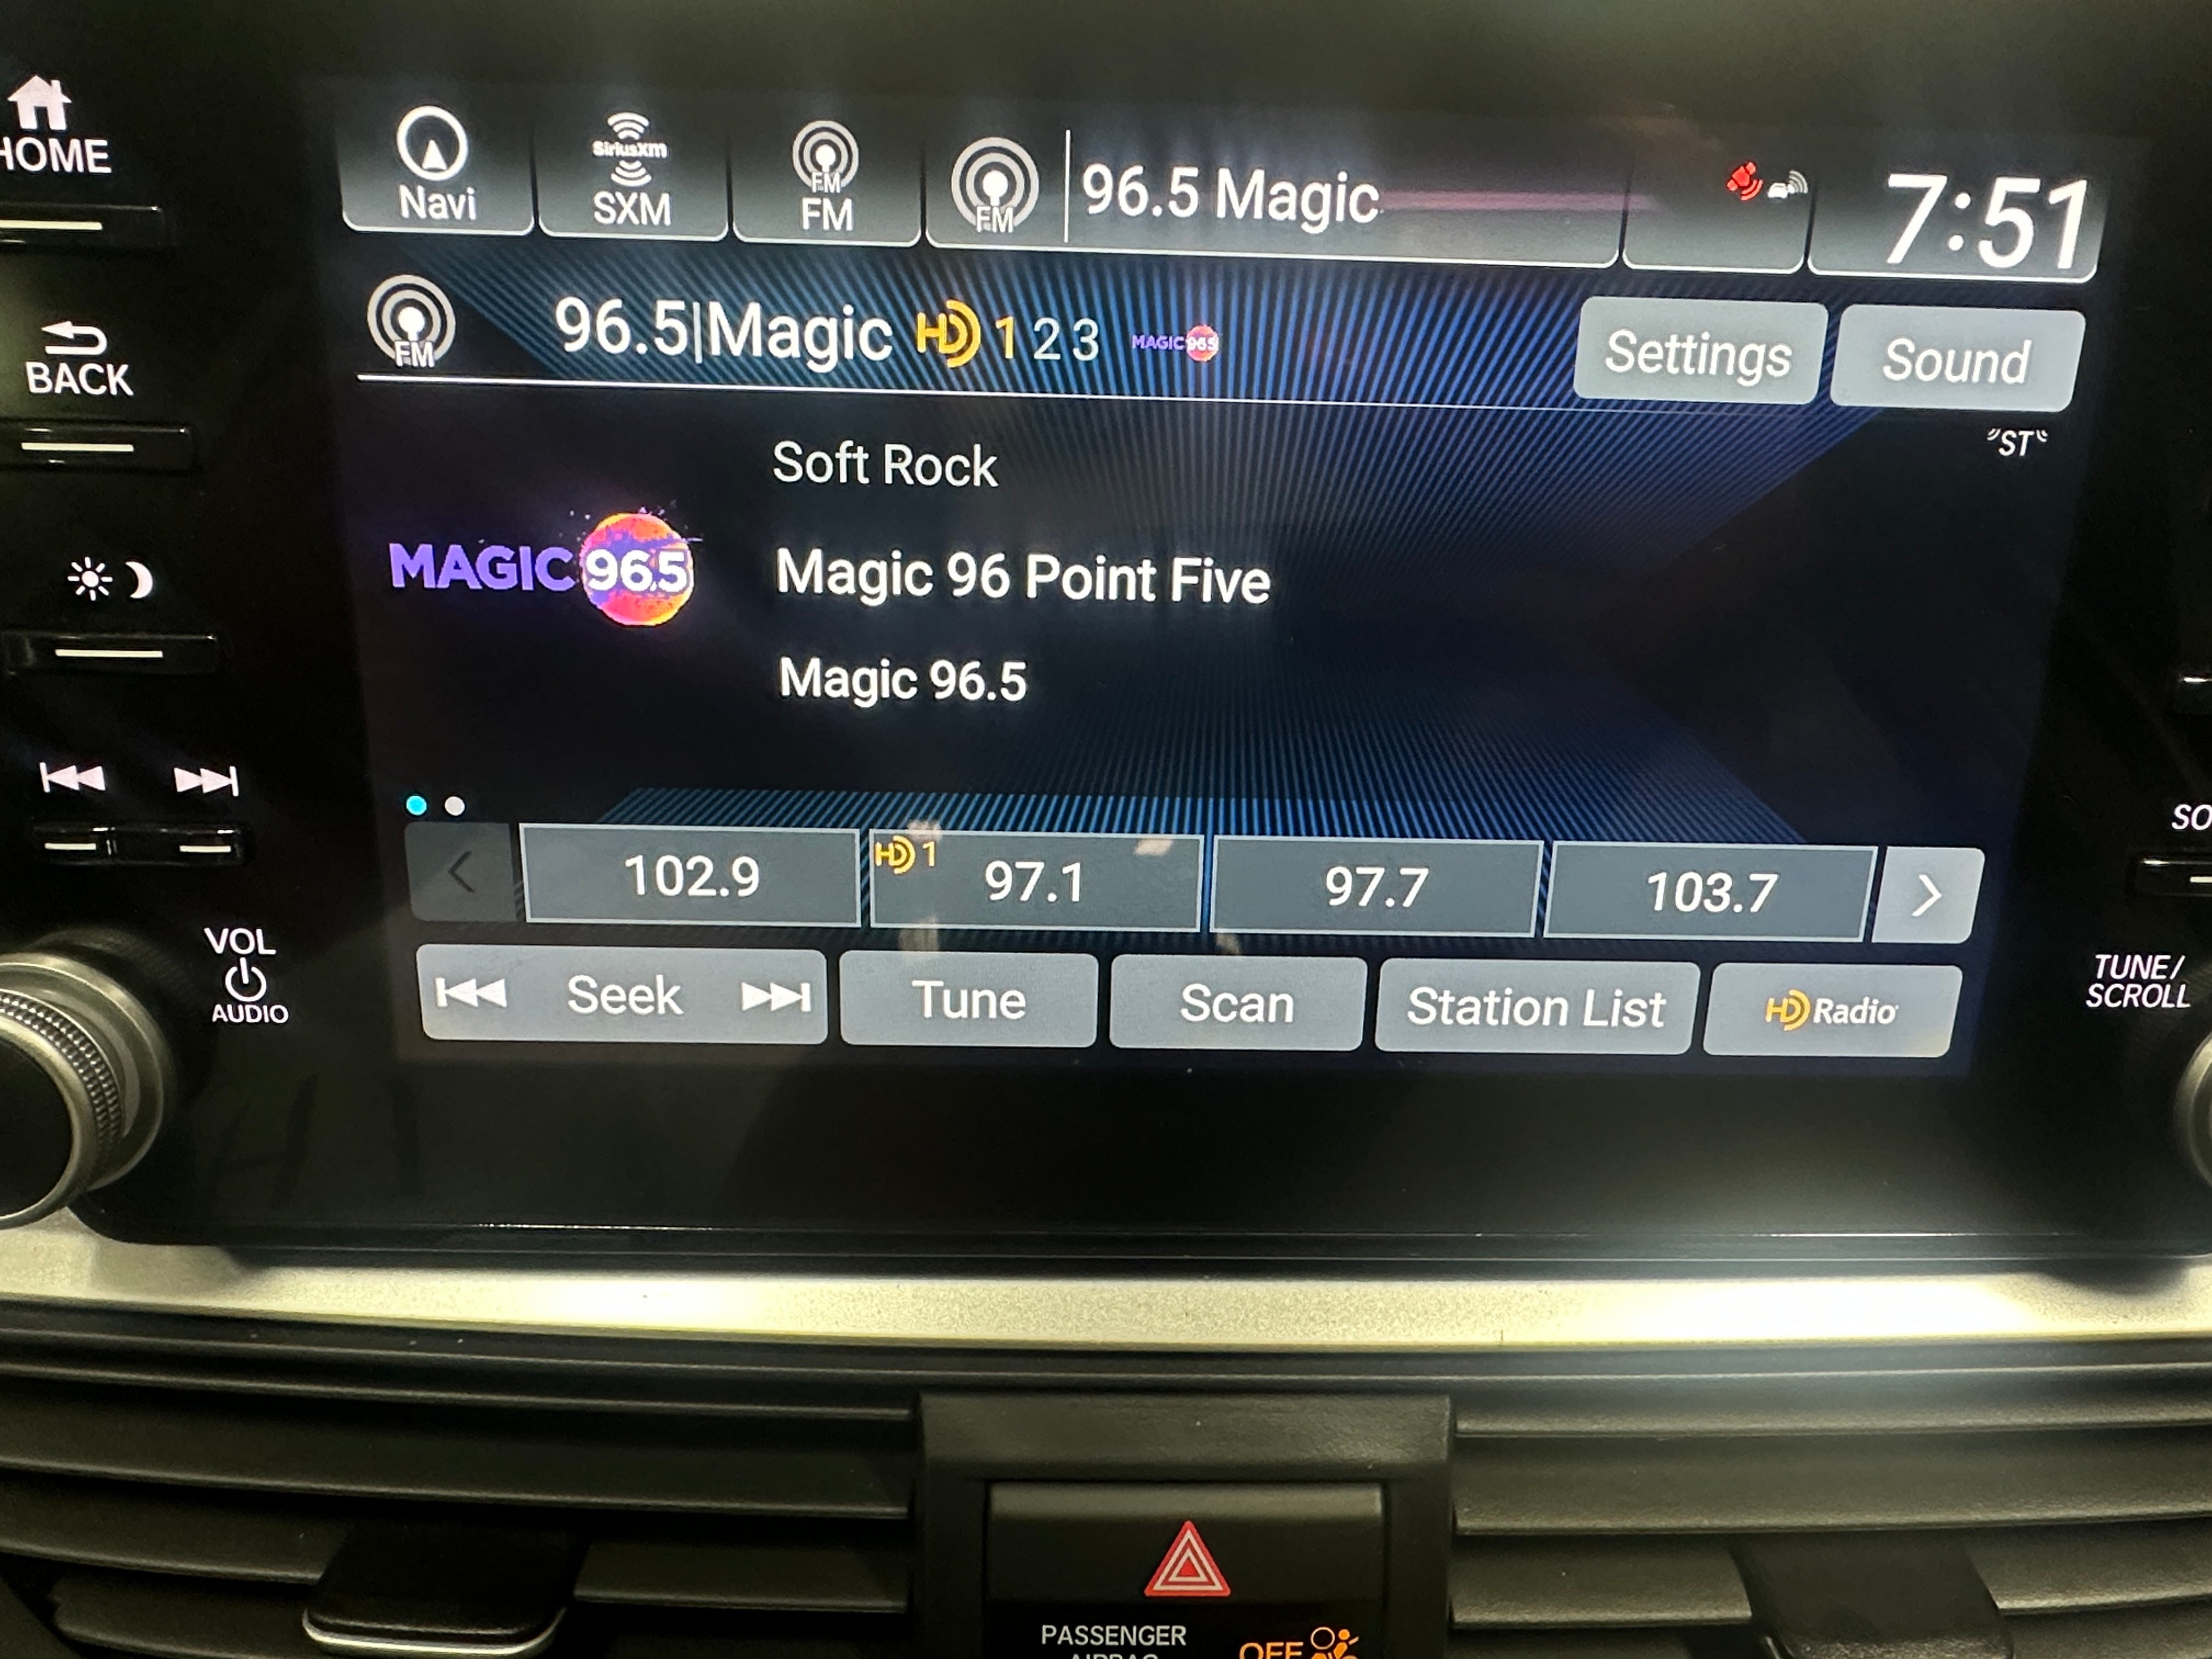 HOME
Navi
SiriusXM
SXM
FM
FM
FM
96.5 Magic
7:51
FM
96.5|Magic HD 1 2 3 MAGIC 96.5
Settings
Sound
BACK
ST
Soft Rock
MAGIC 96.5
Magic 96 Point Five
Magic 96.5
102.9
HD 1
97.1
97.7
103.7
Seek
Tune
Scan
Station List
HD Radio
VOL
AUDIO
TUNE/
SCROLL
PASSENGER
AIRBAG
OFF